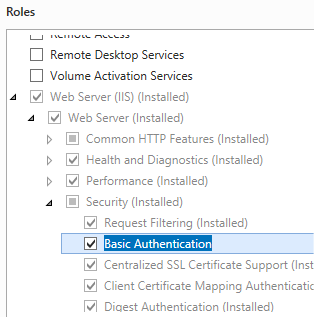 Roles
Remote Access
Remote Desktop Services
Volume Activation Services
Web Server (IIS) (Installed)
Web Server (Installed)
Common HTTP Features (Installed)
Health and Diagnostics (Installed)
Performance (Installed)
Security (Installed)
Request Filtering (Installed)
Basic Authentication
Centralized SSL Certificate Support (Inst
Client Certificate Mapping Authenticatio
Digest Authentication (Installed)